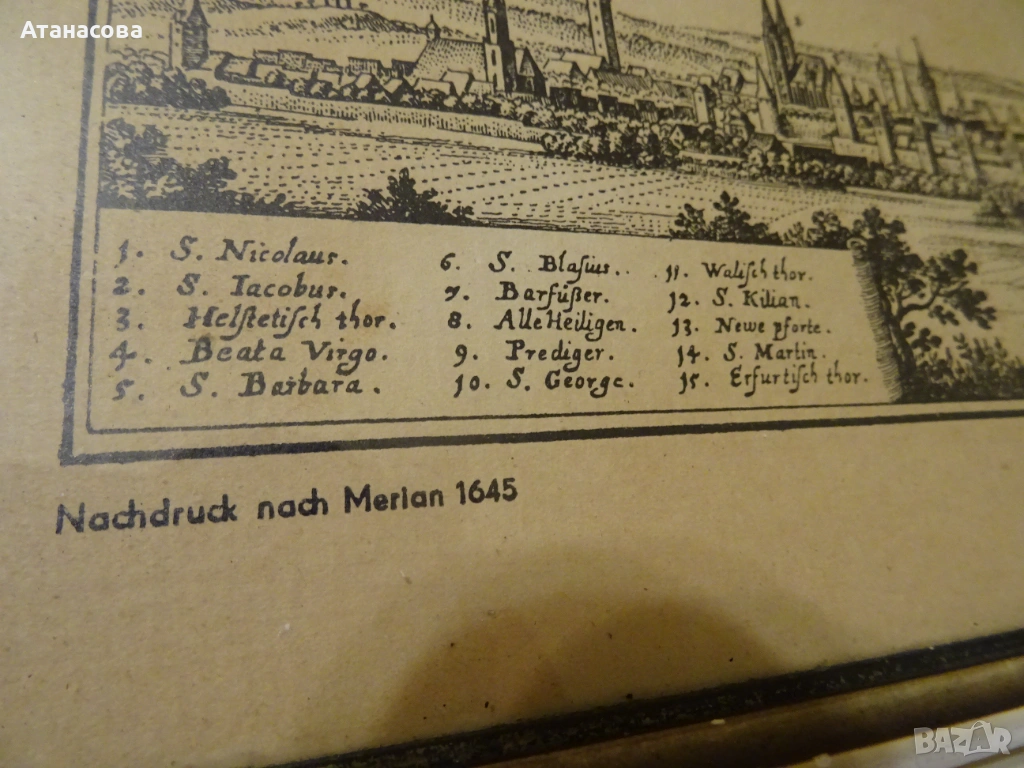 Атанасова
1. S. Nicolaus.
2. S. Iacobus.
3. Helſtetiſch thor.
4. Beata Virgo.
5. S. Barbara.
6. S. Blaſius.
7. Barfüßer.
8. Alle Heiligen.
9. Prediger.
10. S. George.
11. Waliſch thor.
12. S. Kilian.
13. Newe pforte.
14. S. Martin.
15. Erfurtiſch thor.
Nachdruck nach Merian 1645
BAZAR